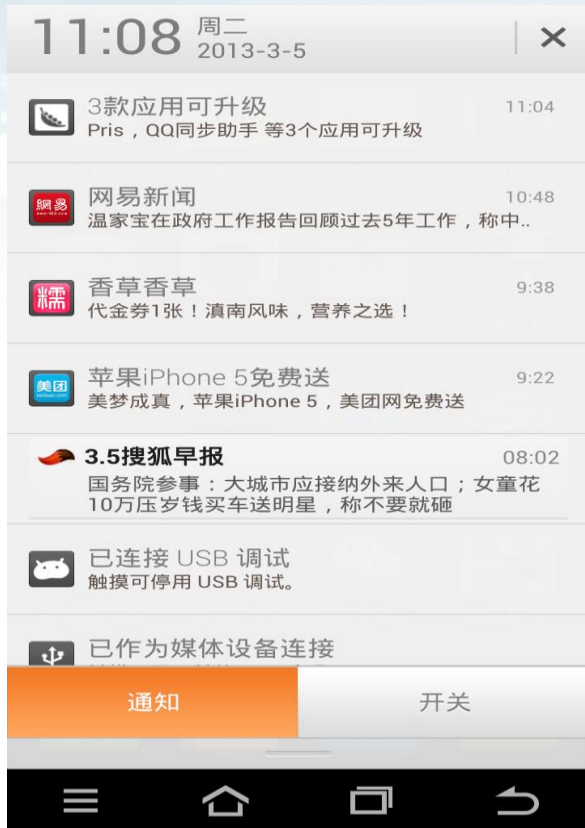 11:08 周二
2013-3-5
3款应用可升级 11:04
Pris，QQ同步助手 等3个应用可升级
網易
网易新闻 10:48
温家宝在政府工作报告回顾过去5年工作，称中..
糯
香草香草 9:38
代金券1张！滇南风味，营养之选！
美团
苹果iPhone 5免费送 9:22
美梦成真，苹果iPhone 5，美团网免费送
3.5搜狐早报 08:02
国务院参事：大城市应接纳外来人口；女童花
10万压岁钱买车送明星，称不要就砸
已连接 USB 调试
触摸可停用 USB 调试。
已作为媒体设备连接
通知 开关